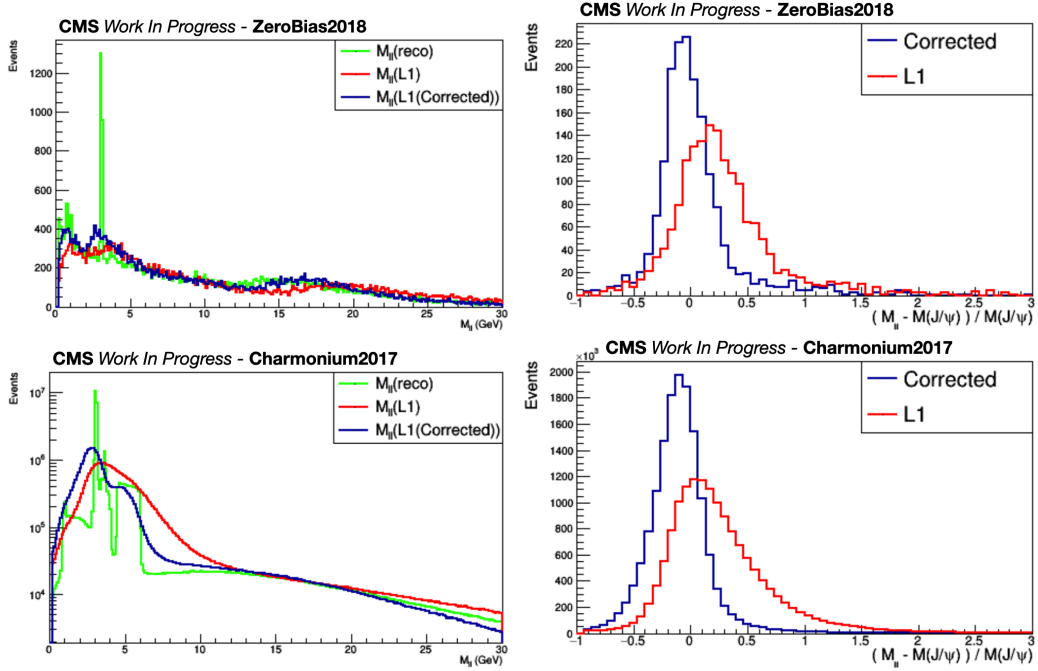 CMS Work In Progress - ZeroBias2018
Events
1200
1000
800
600
400
200
0
M_ll(reco)
M_ll(L1)
M_ll(L1(Corrected))
0 5 10 15 20 25 30
M_ll (GeV)
CMS Work In Progress - ZeroBias2018
Events
220
200
180
160
140
120
100
80
60
40
20
0
Corrected
L1
-1 -0.5 0 0.5 1 1.5 2 2.5 3
( M_ll - M(J/ψ) ) / M(J/ψ)
CMS Work In Progress - Charmonium2017
Events
10^7
10^6
10^5
10^4
M_ll(reco)
M_ll(L1)
M_ll(L1(Corrected))
0 5 10 15 20 25 30
M_ll (GeV)
CMS Work In Progress - Charmonium2017
×10^3
Events
2000
1800
1600
1400
1200
1000
800
600
400
200
0
Corrected
L1
-1 -0.5 0 0.5 1 1.5 2 2.5 3
( M_ll - M(J/ψ) ) / M(J/ψ)